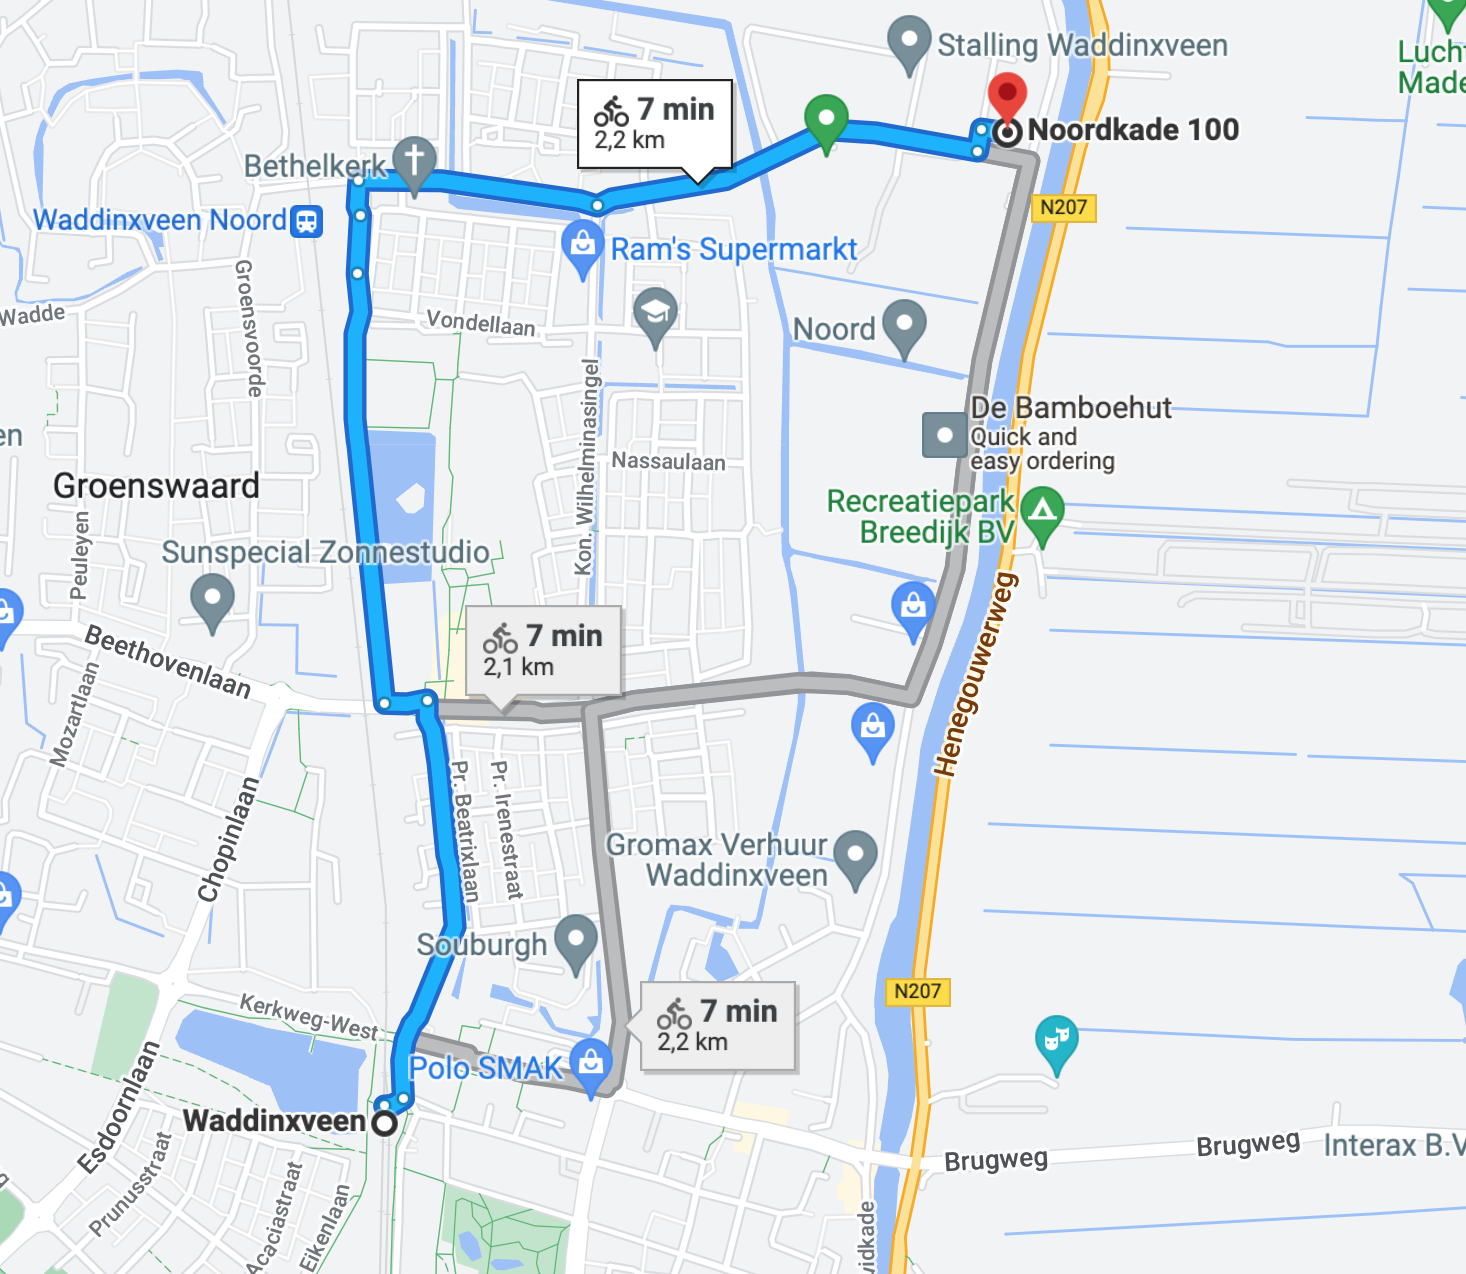 Stalling Waddinxveen
Luch
Made
7 min
2,2 km
Noordkade 100
Bethelkerk
N207
Waddinxveen Noord
Ram's Supermarkt
Groensvoorde
Wadde
Vondellaan
Noord
Kon. Wilhelminasingel
De Bamboehut
Quick and
easy ordering
en
Nassaulaan
Groenswaard
Recreatiepark
Breedijk BV
Peuleyen
Sunspecial Zonnestudio
Henegouwerweg
7 min
2,1 km
Beethovenlaan
Mozartlaan
Chopinlaan
Pr. Beatrixlaan
Pr. Irenestraat
Gromax Verhuur
Waddinxveen
Souburgh
N207
Kerkweg-West
7 min
2,2 km
Polo SMAK
Esdoornlaan
Waddinxveen
Prunusstraat
Acaciastraat
Eikenlaan
Brugweg
Brugweg
Interax B.V
uidkade